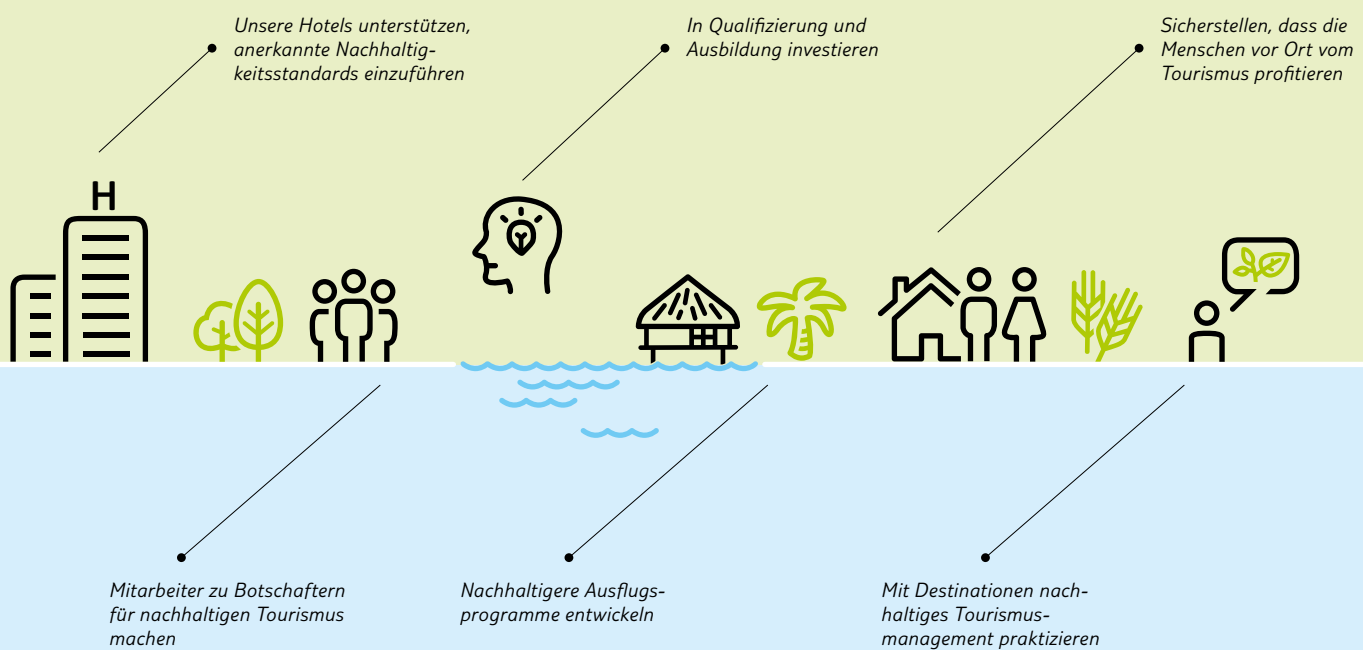 Unsere Hotels unterstützen,
anerkannte Nachhaltig-
keitsstandards einzuführen
In Qualifizierung und
Ausbildung investieren
Sicherstellen, dass die
Menschen vor Ort vom
Tourismus profitieren
H
Mitarbeiter zu Botschaftern
für nachhaltigen Tourismus
machen
Nachhaltigere Ausflugs-
programme entwickeln
Mit Destinationen nach-
haltiges Tourismus-
management praktizieren